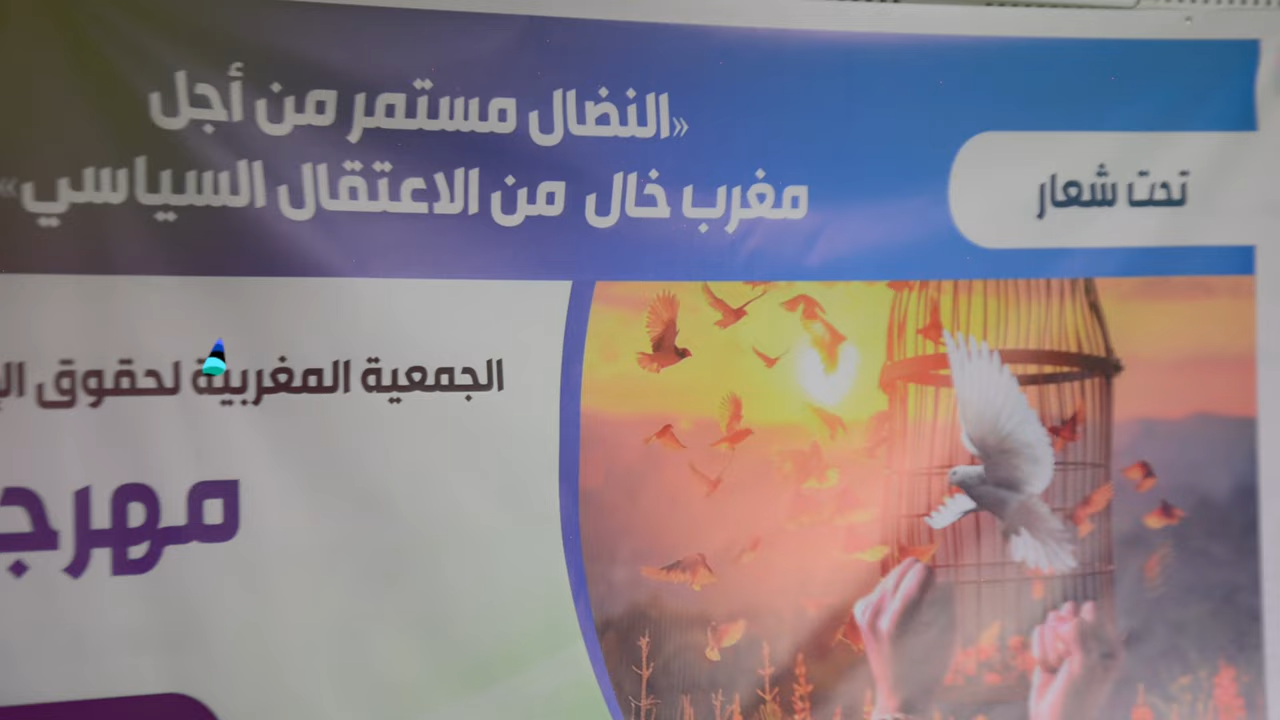 تحت شعار
«النضال مستمر من أجل
مغرب خال من الاعتقال السياسي»
الجمعية المغربية لحقوق